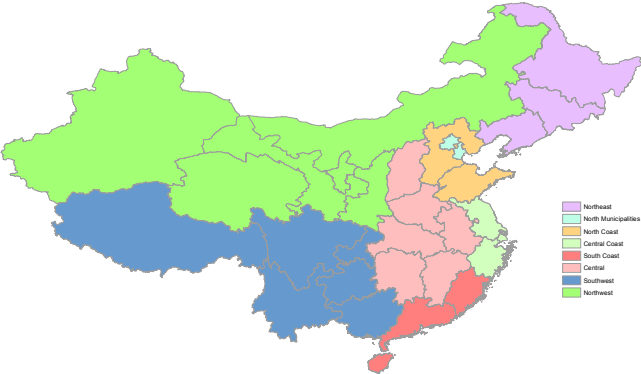 Northeast
North Municipalities
North Coast
Central Coast
South Coast
Central
Southwest
Northwest